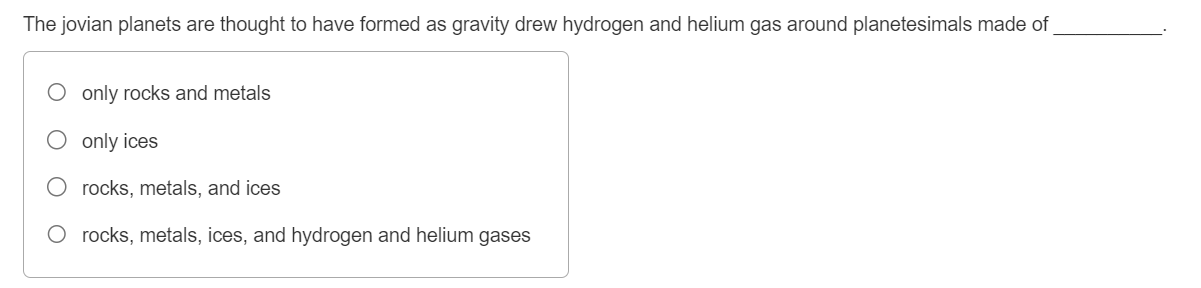 The jovian planets are thought to have formed as gravity drew hydrogen and helium gas around planetesimals made of ___________.
only rocks and metals
only ices
rocks, metals, and ices
rocks, metals, ices, and hydrogen and helium gases